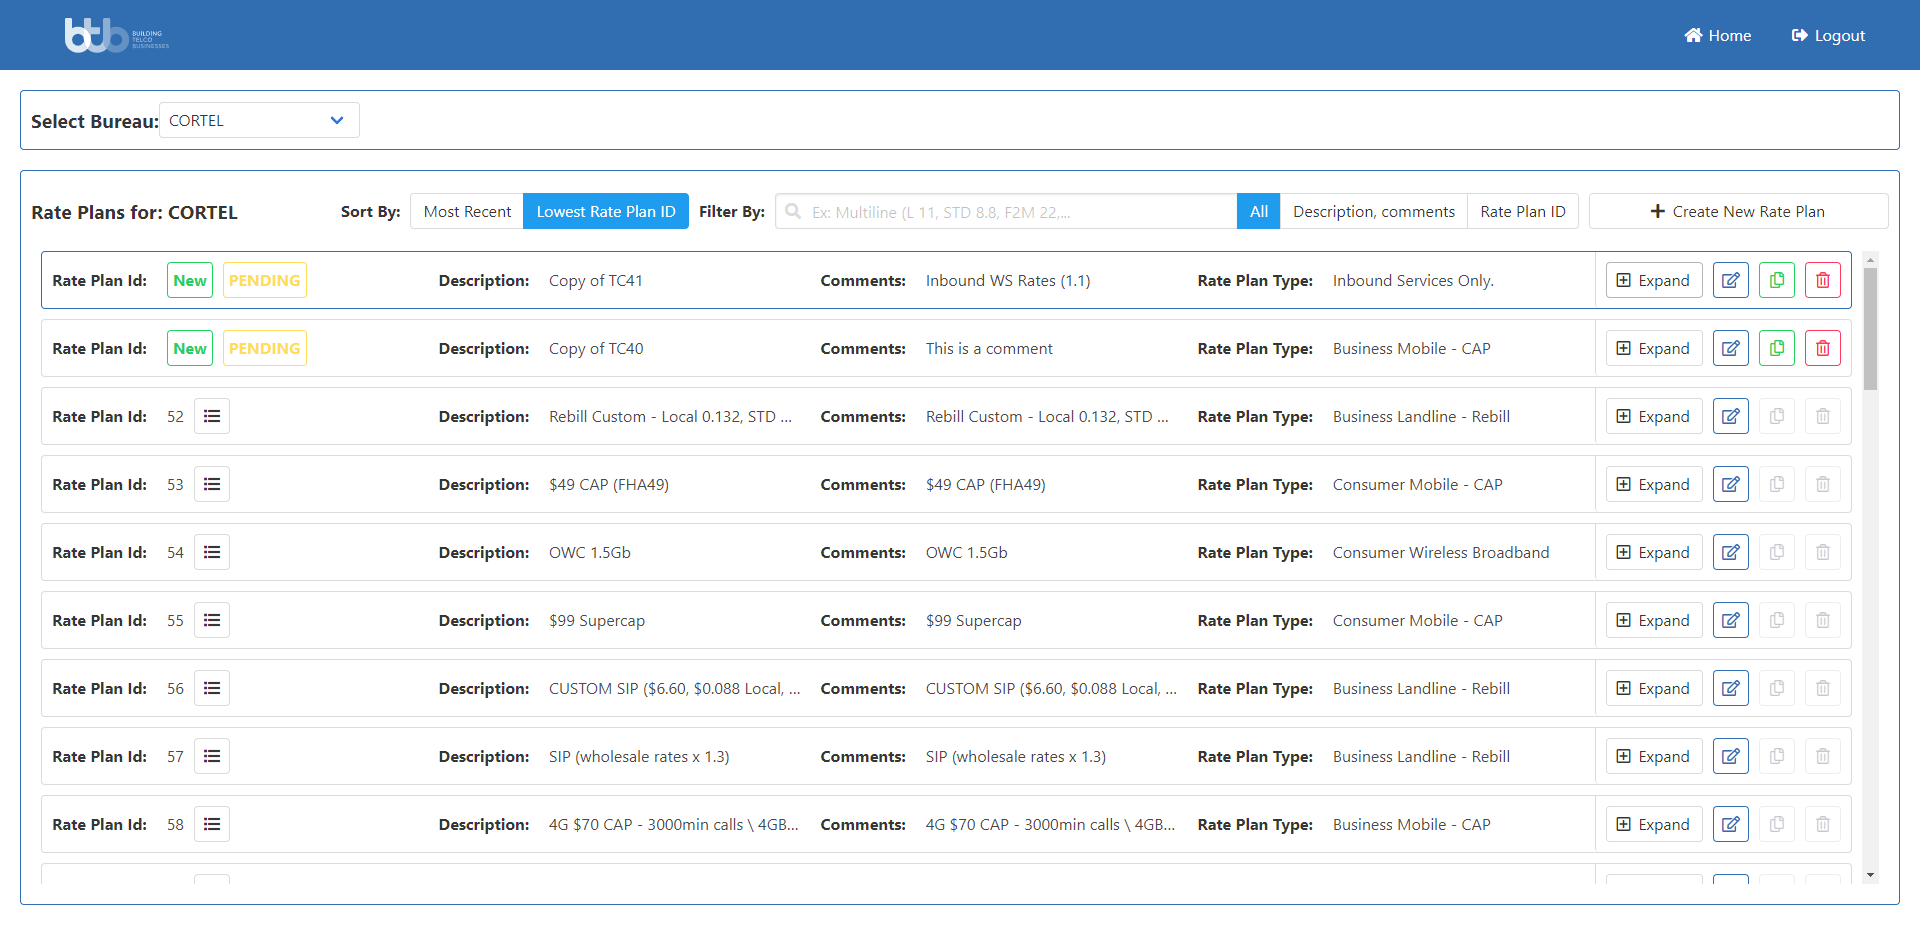 btb BUILDING TELCO BUSINESSES
Home Logout
Select Bureau: CORTEL
Rate Plans for: CORTEL Sort By: Most Recent Lowest Rate Plan ID Filter By: Ex: Multiline (L 11, STD 8.8, F2M 22,... All Description, comments Rate Plan ID Create New Rate Plan
Rate Plan Id: New PENDING Description: Copy of TC41 Comments: Inbound WS Rates (1.1) Rate Plan Type: Inbound Services Only. Expand
Rate Plan Id: New PENDING Description: Copy of TC40 Comments: This is a comment Rate Plan Type: Business Mobile - CAP Expand
Rate Plan Id: 52 Description: Rebill Custom - Local 0.132, STD ... Comments: Rebill Custom - Local 0.132, STD ... Rate Plan Type: Business Landline - Rebill Expand
Rate Plan Id: 53 Description: $49 CAP (FHA49) Comments: $49 CAP (FHA49) Rate Plan Type: Consumer Mobile - CAP Expand
Rate Plan Id: 54 Description: OWC 1.5Gb Comments: OWC 1.5Gb Rate Plan Type: Consumer Wireless Broadband Expand
Rate Plan Id: 55 Description: $99 Supercap Comments: $99 Supercap Rate Plan Type: Consumer Mobile - CAP Expand
Rate Plan Id: 56 Description: CUSTOM SIP ($6.60, $0.088 Local, ... Comments: CUSTOM SIP ($6.60, $0.088 Local, ... Rate Plan Type: Business Landline - Rebill Expand
Rate Plan Id: 57 Description: SIP (wholesale rates x 1.3) Comments: SIP (wholesale rates x 1.3) Rate Plan Type: Business Landline - Rebill Expand
Rate Plan Id: 58 Description: 4G $70 CAP - 3000min calls \ 4GB... Comments: 4G $70 CAP - 3000min calls \ 4GB... Rate Plan Type: Business Mobile - CAP Expand